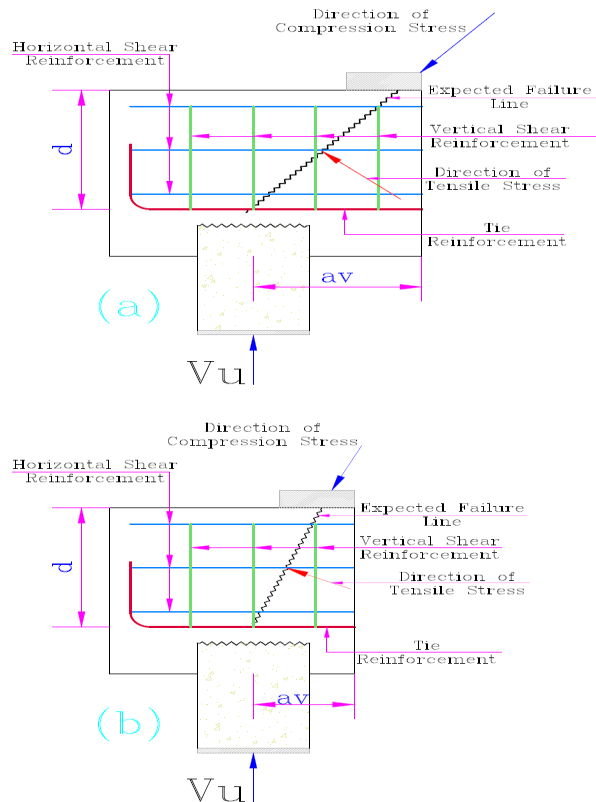 Direction of
Compression Stress
Horizontal Shear
Reinforcement
Expected Failure
Line
Vertical Shear
Reinforcement
d
Direction of
Tensile Stress
Tie
Reinforcement
av
(a)
Vu
Direction of
Compression Stress
Horizontal Shear
Reinforcement
Expected Failure
Line
Vertical Shear
Reinforcement
d
Direction of
Tensile Stress
Tie
Reinforcement
av
(b)
Vu